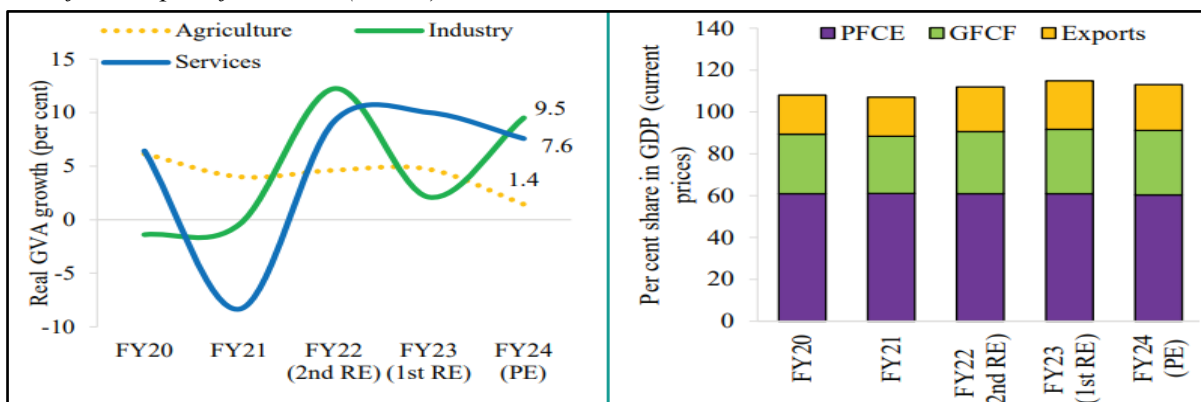 Agriculture
Industry
Services
Real GVA growth (per cent)
15
10
5
0
-5
-10
9.5
7.6
1.4
FY20
FY21
FY22
(2nd RE)
FY23
(1st RE)
FY24
(PE)
PFCE
GFCF
Exports
Per cent share in GDP (current
prices)
140
120
100
80
60
40
20
0
FY20
FY21
FY22
2nd RE)
FY23
(1st RE)
FY24
(PE)